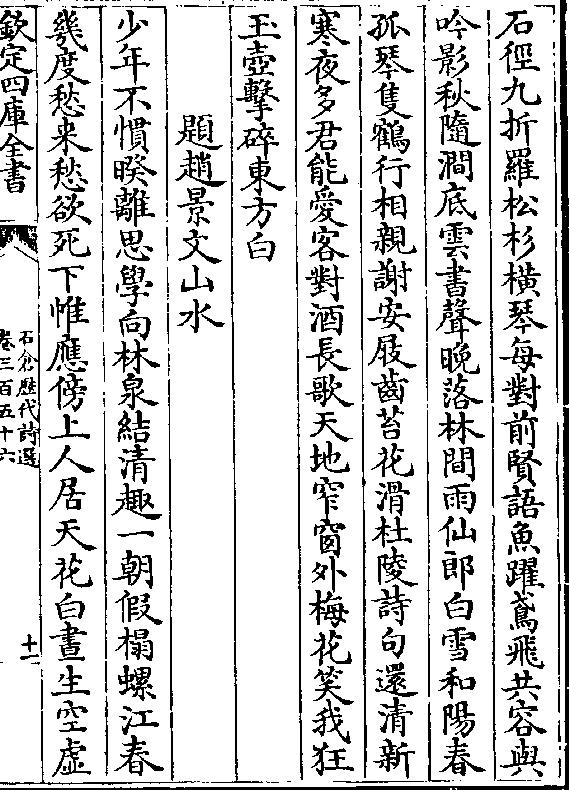 石徑九折羅松杉橫琴每對前賢語魚躍鳶飛共容與
吟影秋隨澗底雲書聲晚落林間雨仙郎白雪和陽春
孤琴隻鶴行相親謝安屐齒苔花滑杜陵詩句還清新
寒夜多君能愛客對酒長歌天地窄窗外梅花笑我狂
玉壺擊碎東方白
題趙景文山水
少年不慣睽離思學向林泉結清趣一朝假榻螺江春
幾度愁來愁欲死下惟應傍上人居天花白晝生空虛
欽定四庫全書
石倉歷代詩選
卷三百五十六
十一